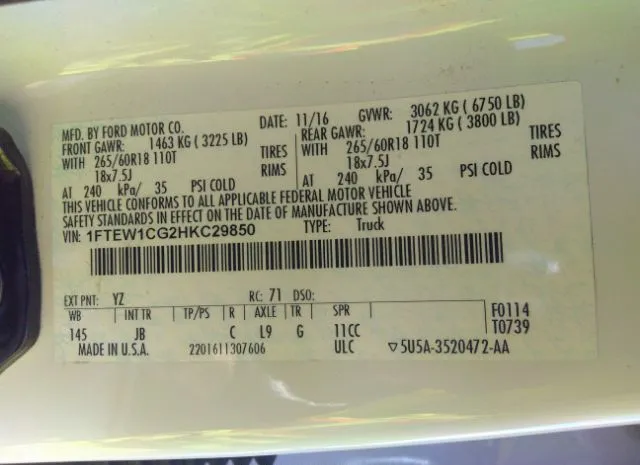 MFD. BY FORD MOTOR CO. DATE: 11/16 GVWR: 3062 KG ( 6750 LB)
FRONT GAWR: 1463 KG ( 3225 LB) REAR GAWR: 1724 KG ( 3800 LB)
WITH 265/60R18 110T TIRES WITH 265/60R18 110T TIRES
18x7.5J RIMS 18x7.5J RIMS
AT 240 kPa/ 35 PSI COLD AT 240 kPa/ 35 PSI COLD
THIS VEHICLE CONFORMS TO ALL APPLICABLE FEDERAL MOTOR VEHICLE
SAFETY STANDARDS IN EFFECT ON THE DATE OF MANUFACTURE SHOWN ABOVE.
VIN: 1FTEW1CG2HKC29850 TYPE: Truck
EXT PNT: YZ RC: 71 DSO:
WB INT TR TP/PS R AXLE TR SPR F0114
145 JB C L9 G 11CC T0739
MADE IN U.S.A. 2201611307606 ULC ▽5U5A-3520472-AA